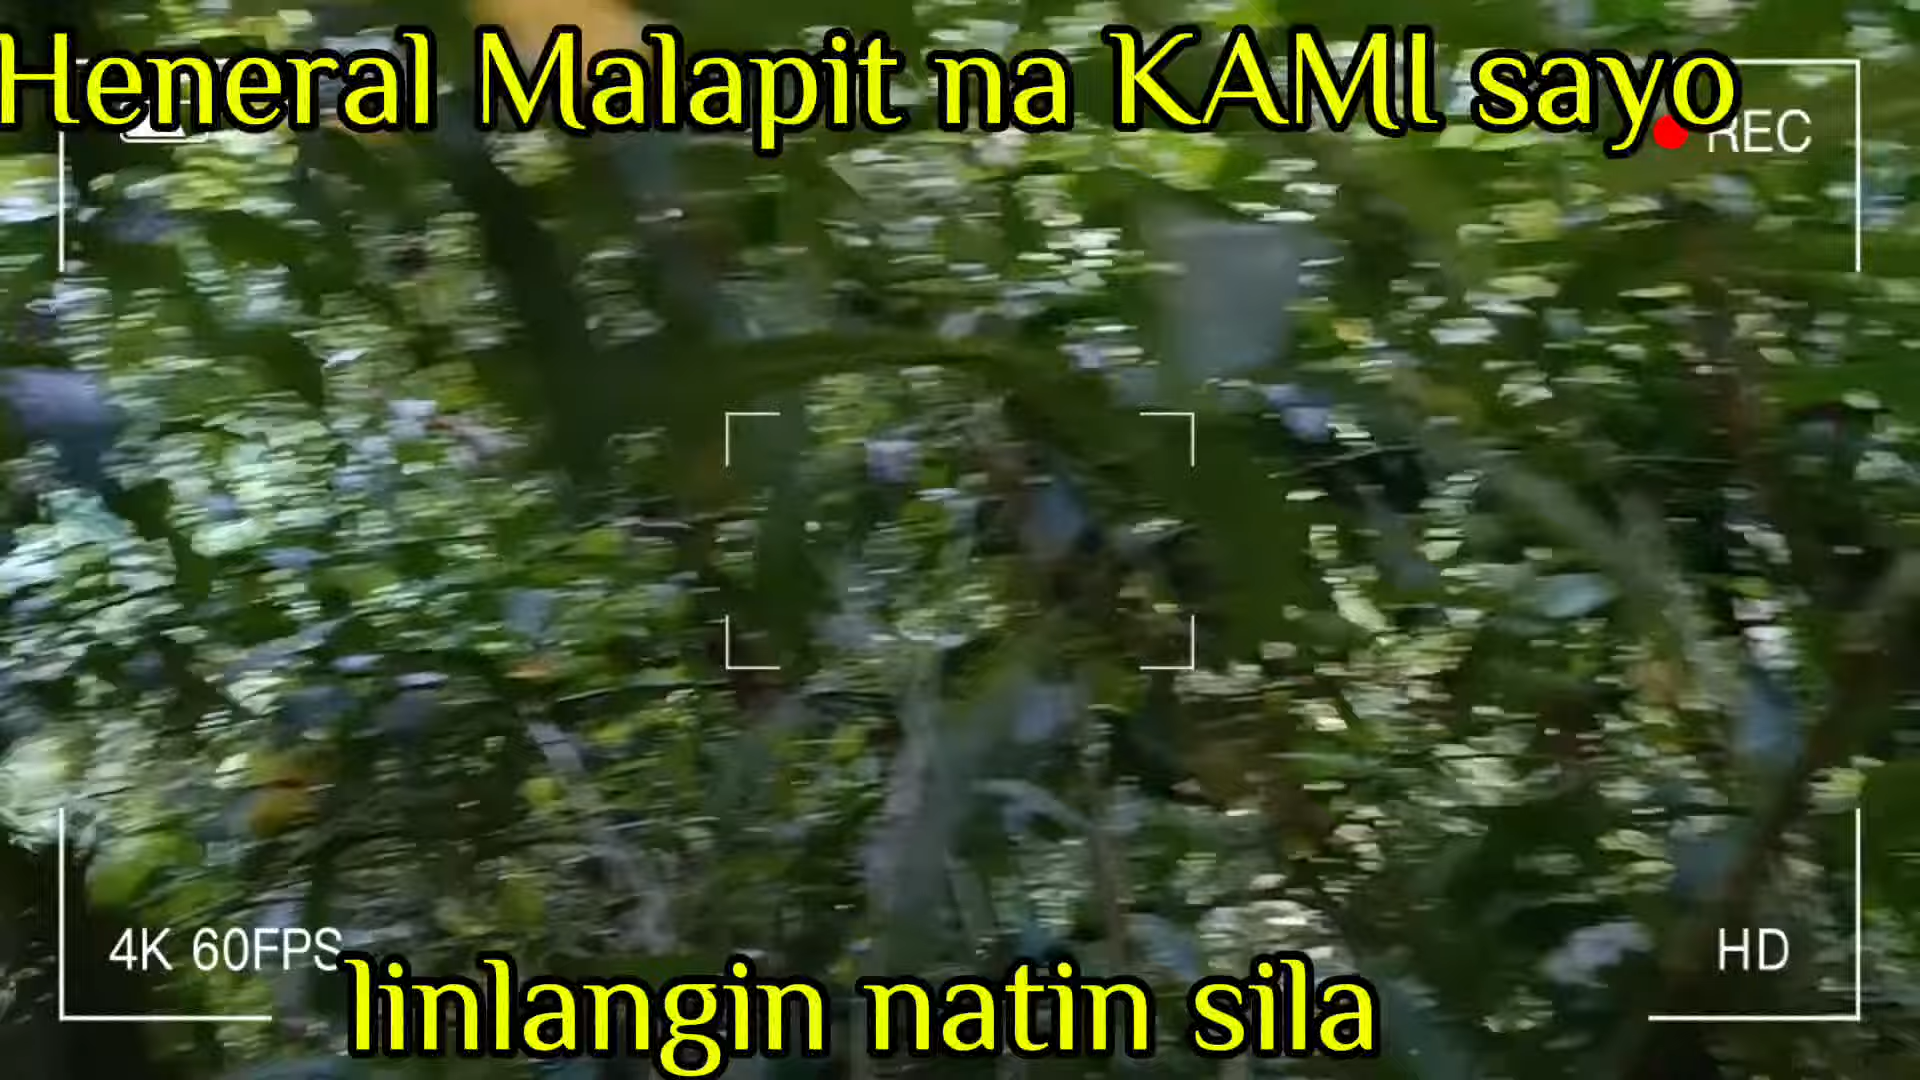 Heneral Malapit na KAMI sayo
REC
4K 60FPS
HD
linlangin natin sila